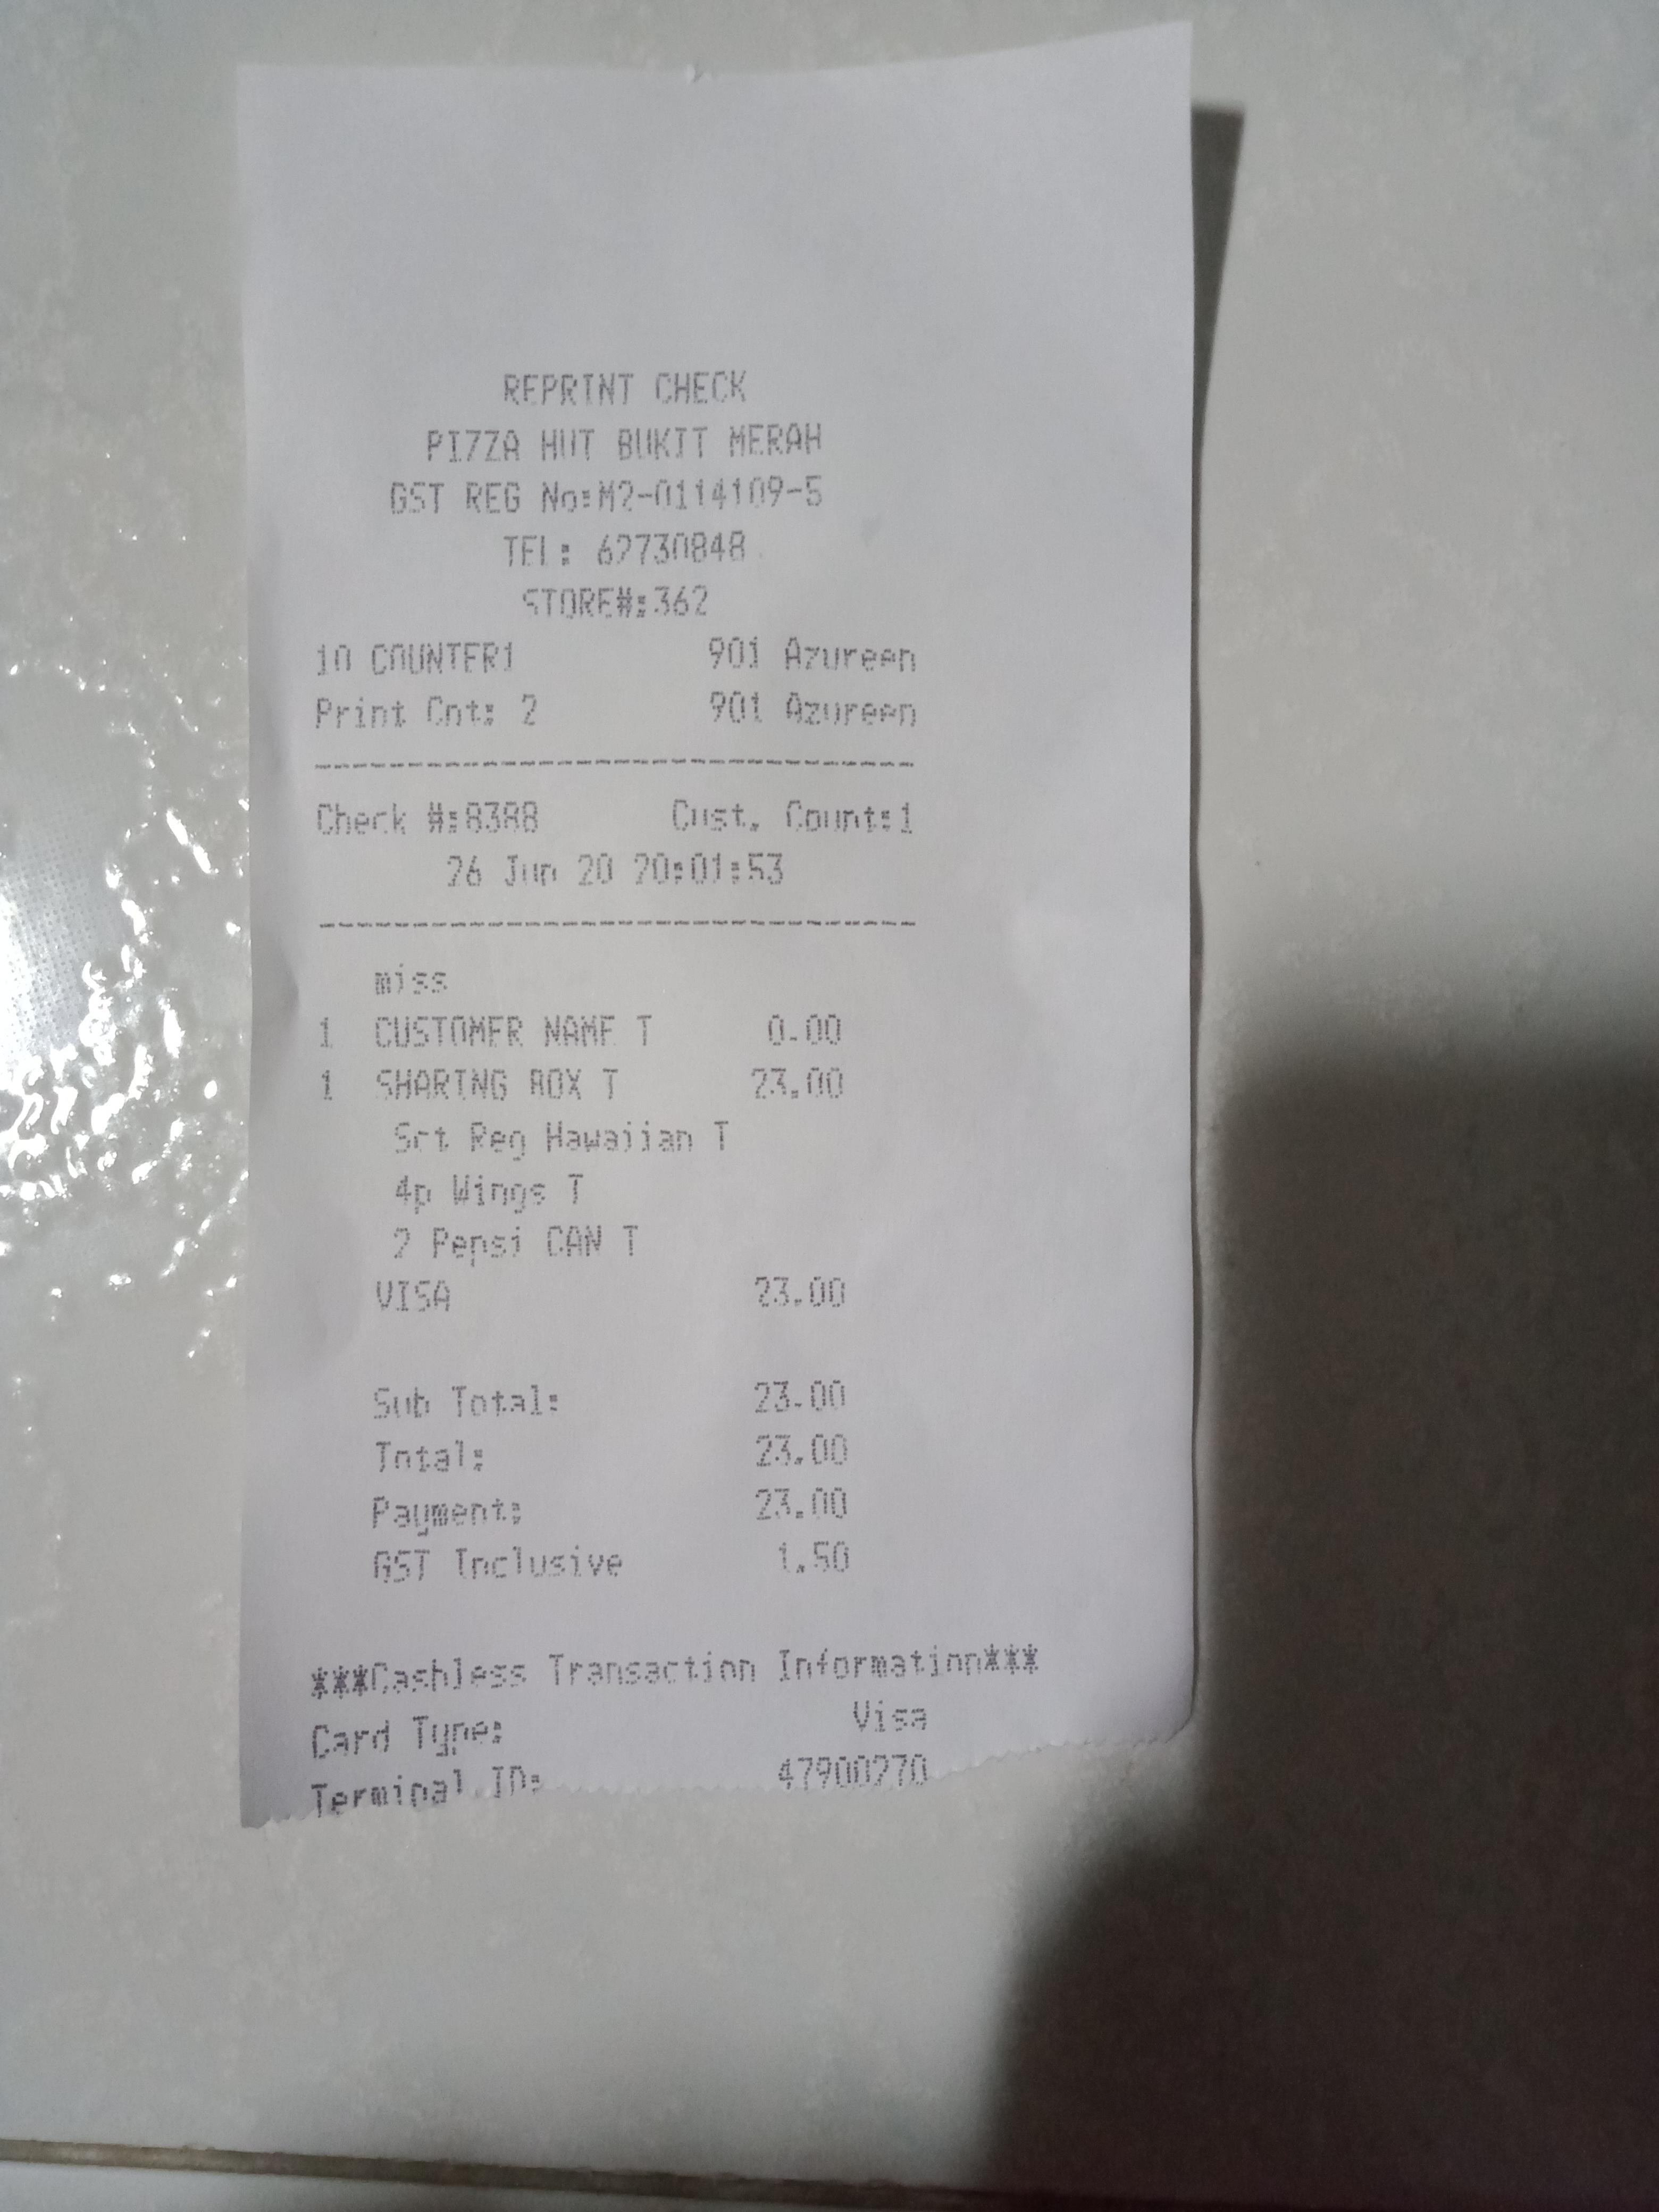 REPRINT CHECK
PIZZA HUT BUKIT MERAH
GST REG No:M2-0114109-5
TEL: 62730848
STORE#:362
10 COUNTER1 901 Azureen
Print Cnt: 2 901 Azureen
Check #:8388 Cust. Count:1
26 Jun 20 20:01:53
miss
1 CUSTOMER NAME T 0.00
1 SHARING BOX T 23.00
Sct Reg Hawaiian T
4p Wings T
2 Pepsi CAN T
VISA 23.00
Sub Total: 23.00
Total: 23.00
Payment: 23.00
GST Inclusive 1.50
***Cashless Transaction Information***
Card Type: Visa
Terminal ID: 47900270